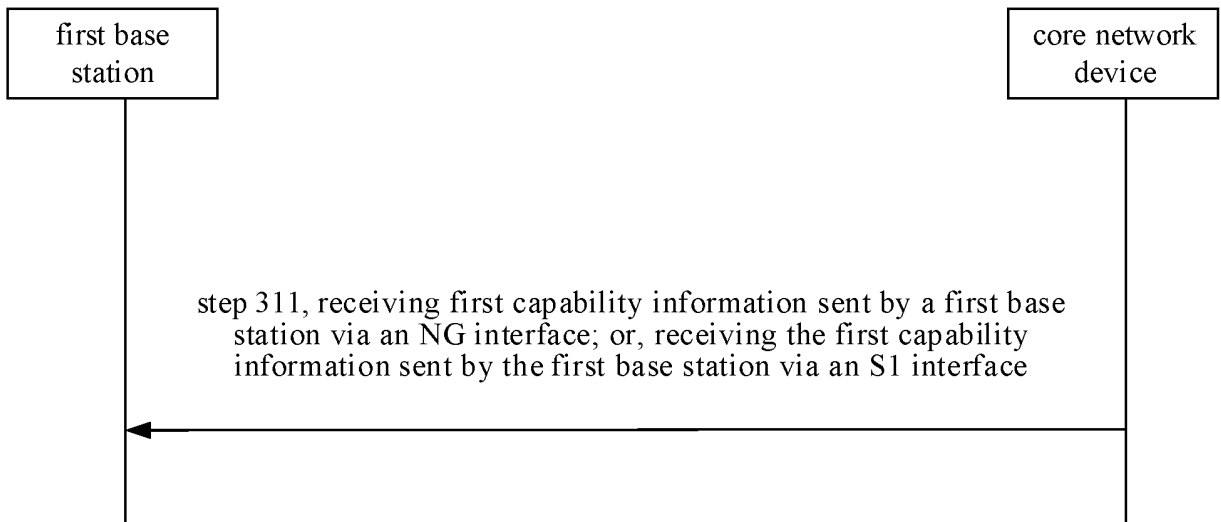 first base
station
core network
device
step 311, receiving first capability information sent by a first base
station via an NG interface; or, receiving the first capability
information sent by the first base station via an S1 interface